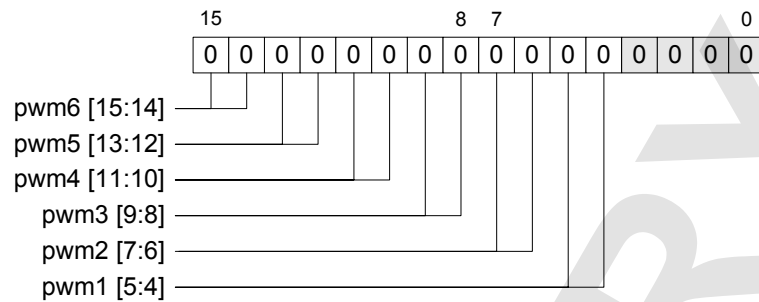 15 8 7 0
0 0 0 0 0 0 0 0 0 0 0 0 0 0 0 0
pwm6 [15:14]
pwm5 [13:12]
pwm4 [11:10]
pwm3 [9:8]
pwm2 [7:6]
pwm1 [5:4]
RY